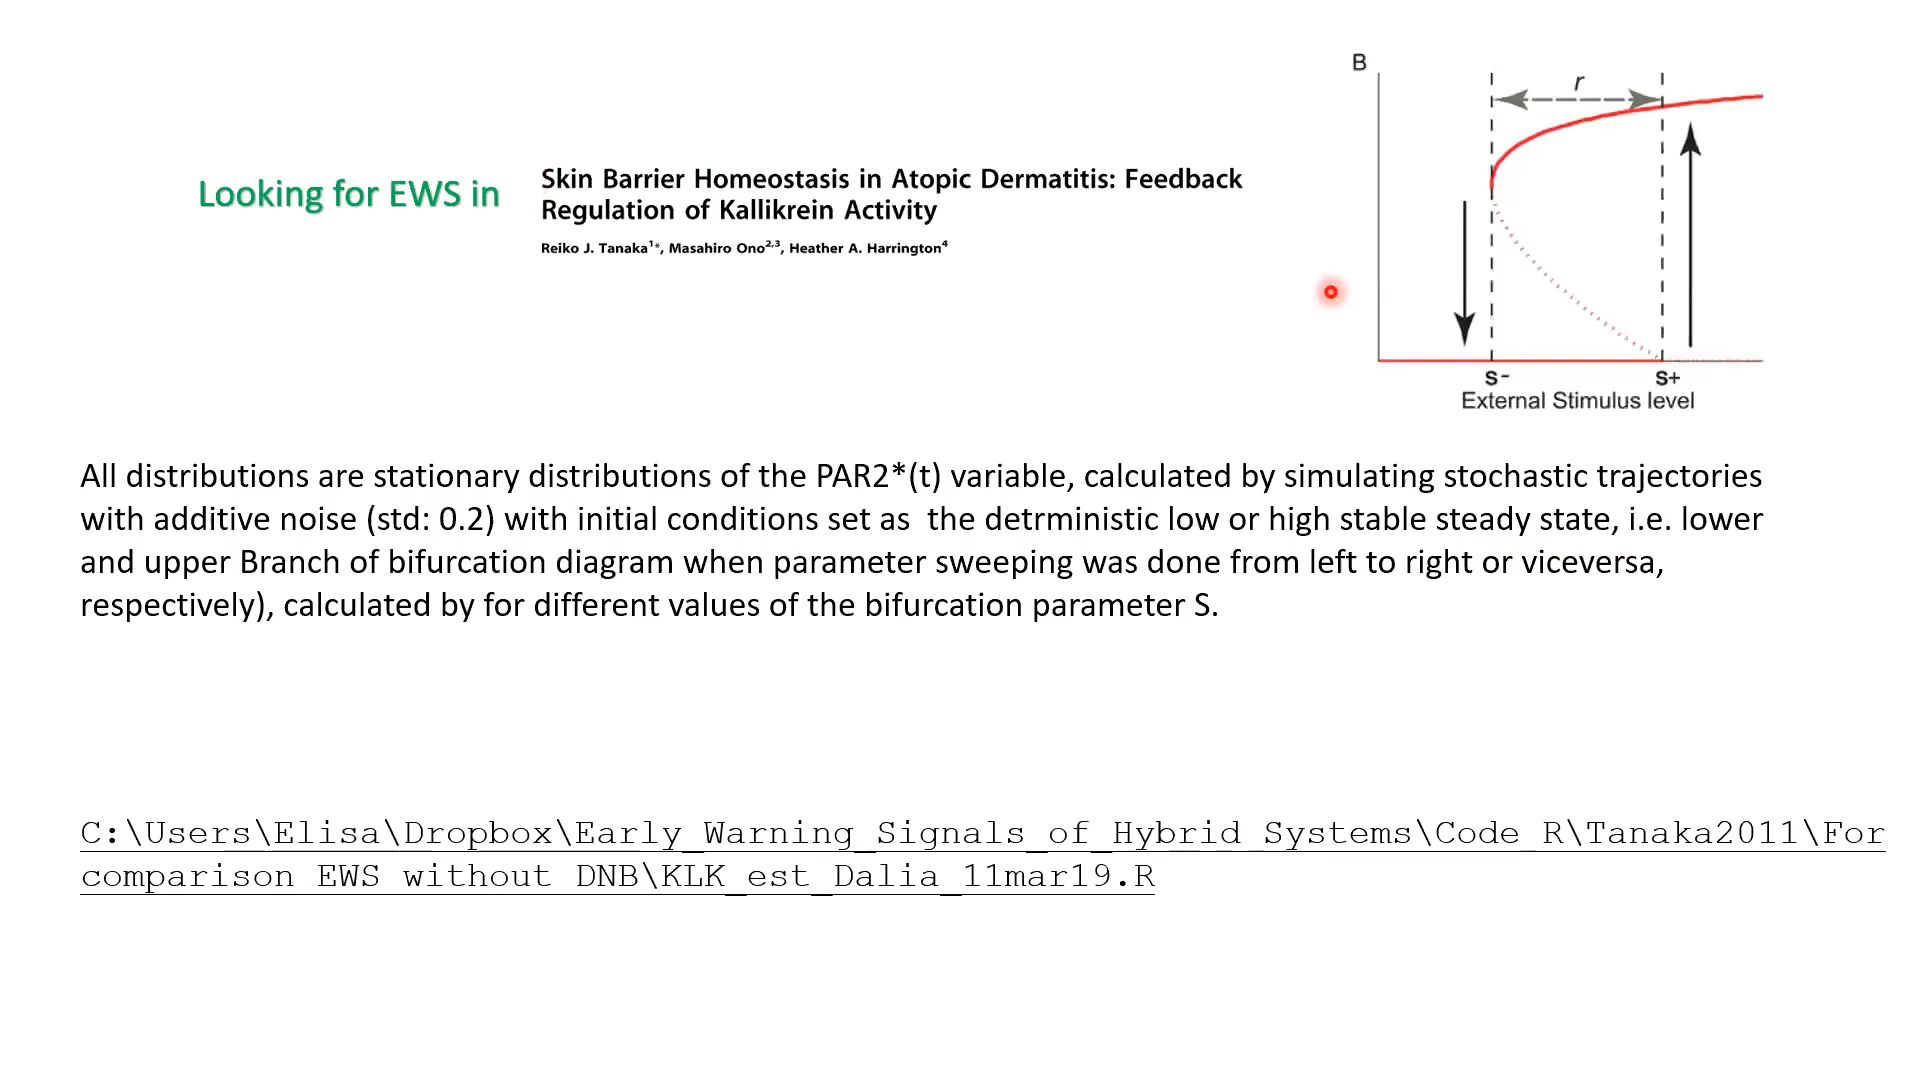 Looking for EWS in
Skin Barrier Homeostasis in Atopic Dermatitis: Feedback
Regulation of Kallikrein Activity
Reiko J. Tanaka1*, Masahiro Ono2,3, Heather A. Harrington4
B
r
S-
S+
External Stimulus level
All distributions are stationary distributions of the PAR2*(t) variable, calculated by simulating stochastic trajectories
with additive noise (std: 0.2) with initial conditions set as  the detrministic low or high stable steady state, i.e. lower
and upper Branch of bifurcation diagram when parameter sweeping was done from left to right or viceversa,
respectively), calculated by for different values of the bifurcation parameter S.
C:\Users\Elisa\Dropbox\Early_Warning_Signals_of_Hybrid_Systems\Code_R\Tanaka2011\For
comparison EWS without DNB\KLK_est_Dalia_11mar19.R